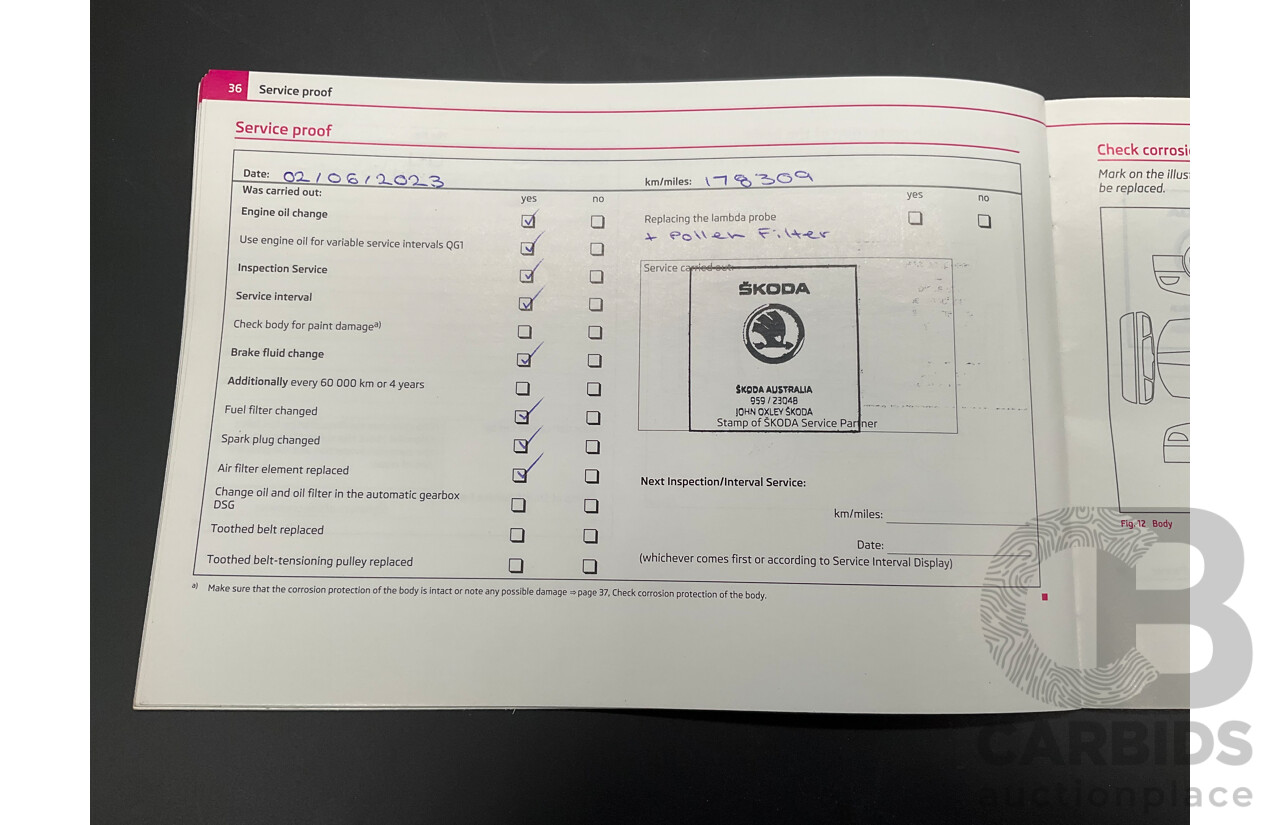 36 Service proof
Service proof
Date: 02/06/2023 km/miles: 178309
Was carried out: yes no yes no
Engine oil change
Replacing the lambda probe
+ Pollen Filter
Use engine oil for variable service intervals QG1
Inspection Service
Service interval
Check body for paint damage a)
Brake fluid change
Additionally every 60 000 km or 4 years
Fuel filter changed
Spark plug changed
Air filter element replaced
Change oil and oil filter in the automatic gearbox
DSG
Toothed belt replaced
Toothed belt-tensioning pulley replaced
Service carried out:
ŠKODA
ŠKODA AUSTRALIA
959 / 23048
JOHN OXLEY ŠKODA
Stamp of ŠKODA Service Partner
Next Inspection/Interval Service:
km/miles:
Date:
(whichever comes first or according to Service Interval Display)
a) Make sure that the corrosion protection of the body is intact or note any possible damage ⇒ page 37, Check corrosion protection of the body.
Check corrosi
Mark on the illus
be replaced.
Fig. 12 Body
CB
CARBIDS
auctionplace